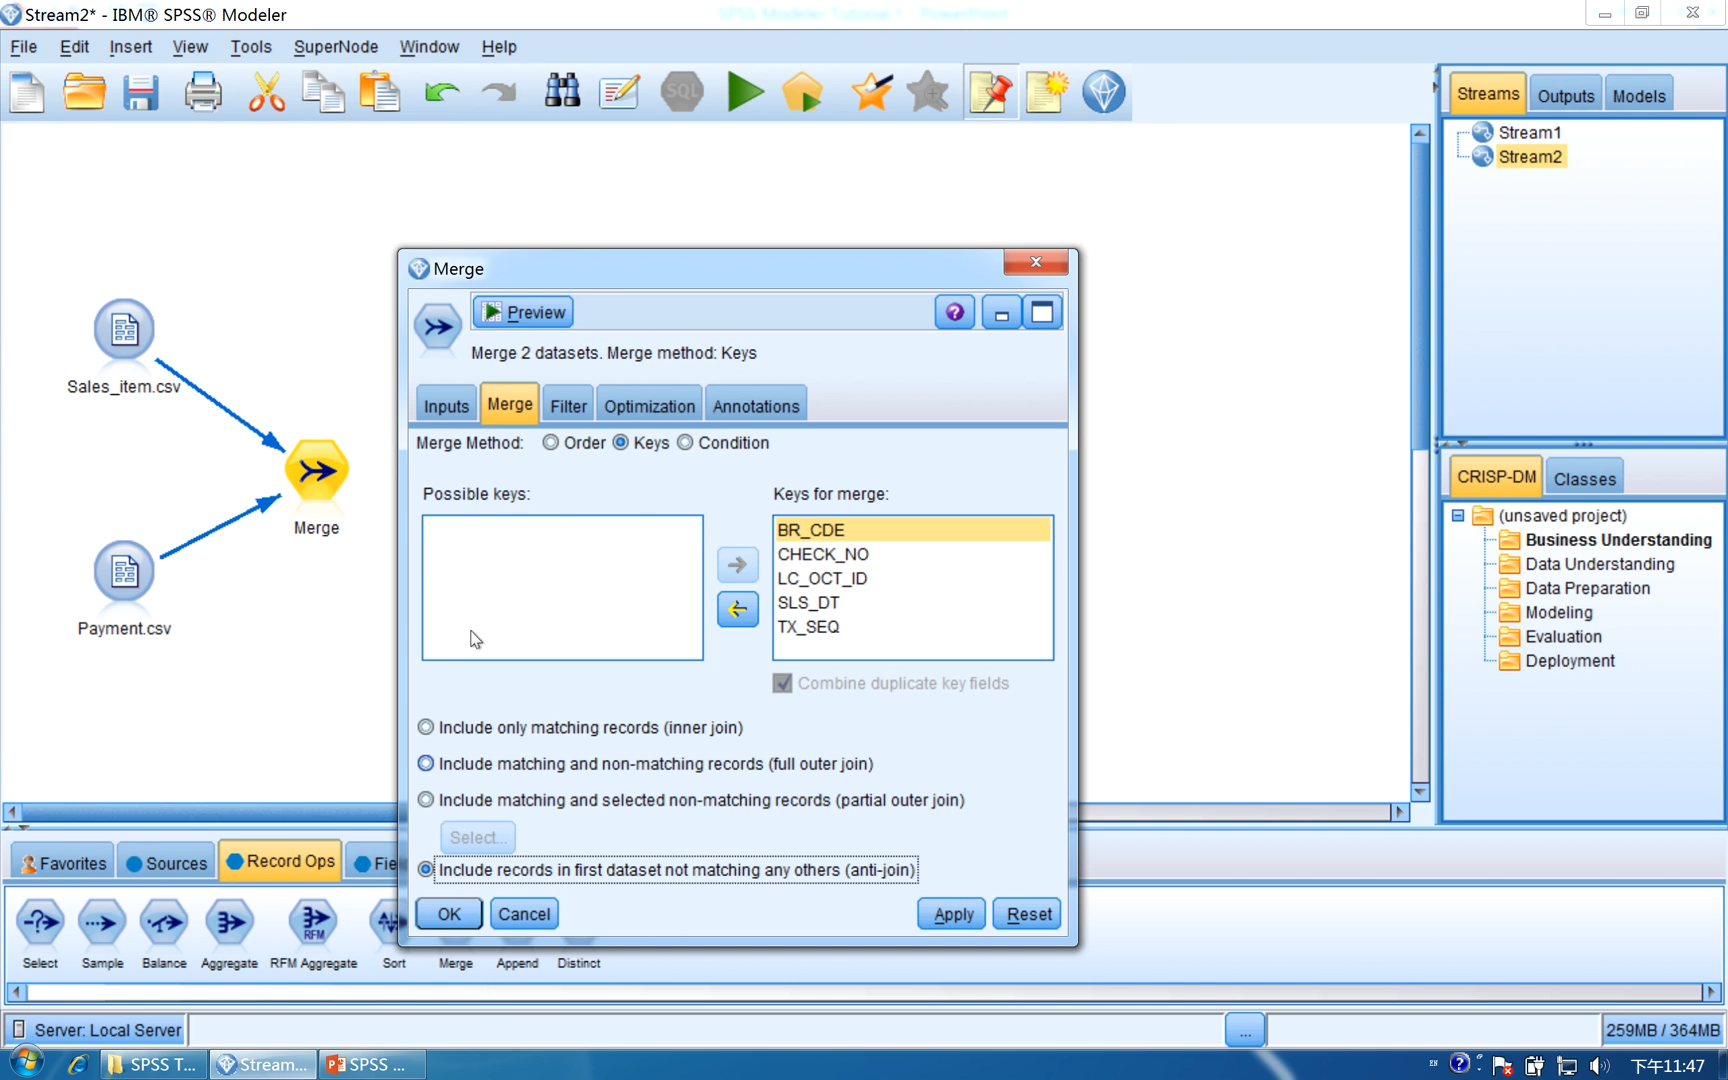 Stream2* - IBM® SPSS® Modeler
SPSS Modeler Tutorial 1 - PowerPoint
File Edit Insert View Tools SuperNode Window Help
SQL
Streams Outputs Models
Stream1
Stream2
Sales_item.csv
Payment.csv
Merge
Merge
Preview
Merge 2 datasets. Merge method: Keys
Inputs Merge Filter Optimization Annotations
Merge Method: Order Keys Condition
Possible keys:
Keys for merge:
BR_CDE
CHECK_NO
LC_OCT_ID
SLS_DT
TX_SEQ
Combine duplicate key fields
Include only matching records (inner join)
Include matching and non-matching records (full outer join)
Include matching and selected non-matching records (partial outer join)
Select...
Include records in first dataset not matching any others (anti-join)
OK Cancel Apply Reset
CRISP-DM Classes
(unsaved project)
Business Understanding
Data Understanding
Data Preparation
Modeling
Evaluation
Deployment
Favorites Sources Record Ops Fie
RFM
Select Sample Balance Aggregate RFM Aggregate Sort Merge Append Distinct
Server: Local Server ... 259MB / 364MB
SPSS T... Stream... SPSS ... EN 下午11:47